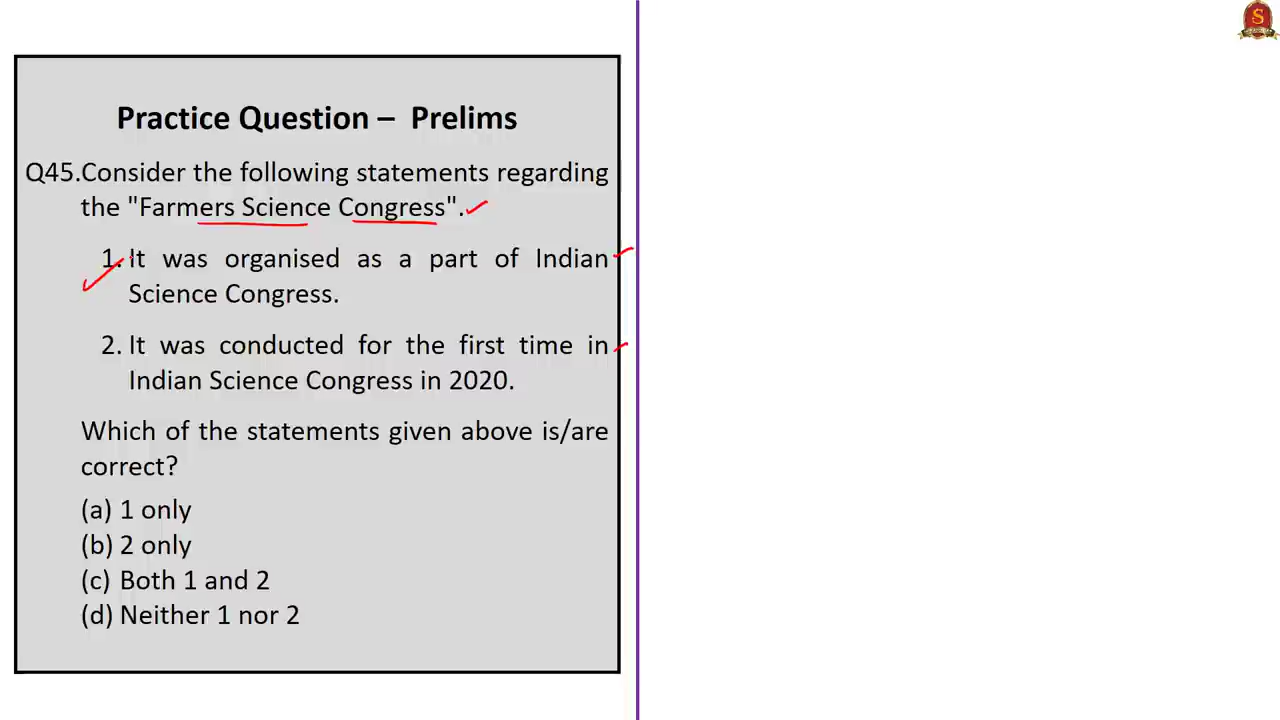 Practice Question – Prelims
Q45.Consider the following statements regarding
the "Farmers Science Congress".
1. It was organised as a part of Indian
Science Congress.
2. It was conducted for the first time in
Indian Science Congress in 2020.
Which of the statements given above is/are
correct?
(a) 1 only
(b) 2 only
(c) Both 1 and 2
(d) Neither 1 nor 2
S